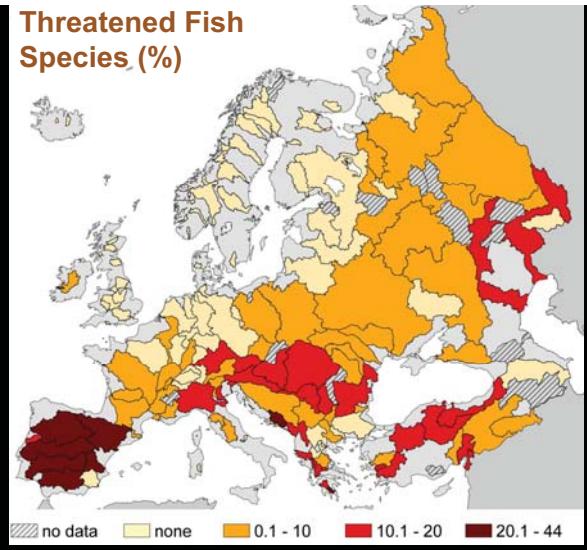 Threatened Fish
Species (%)
no data none 0.1 - 10 10.1 - 20 20.1 - 44